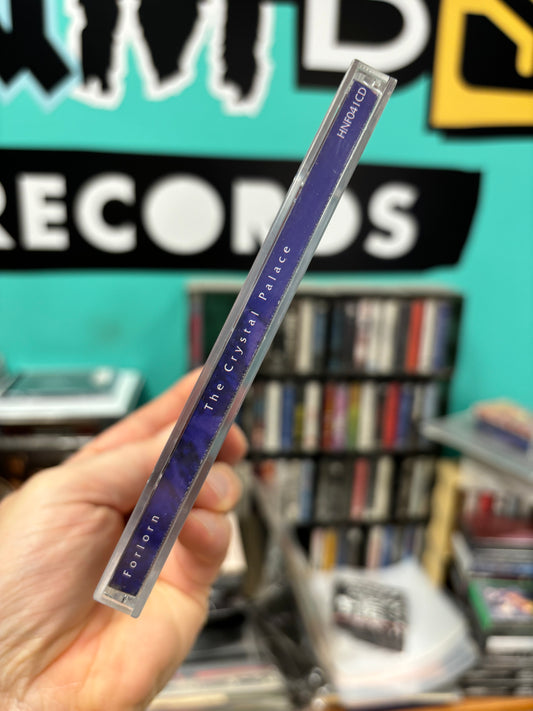 RECORDS
HNF041CD
The Crystal Palace
Forlorn